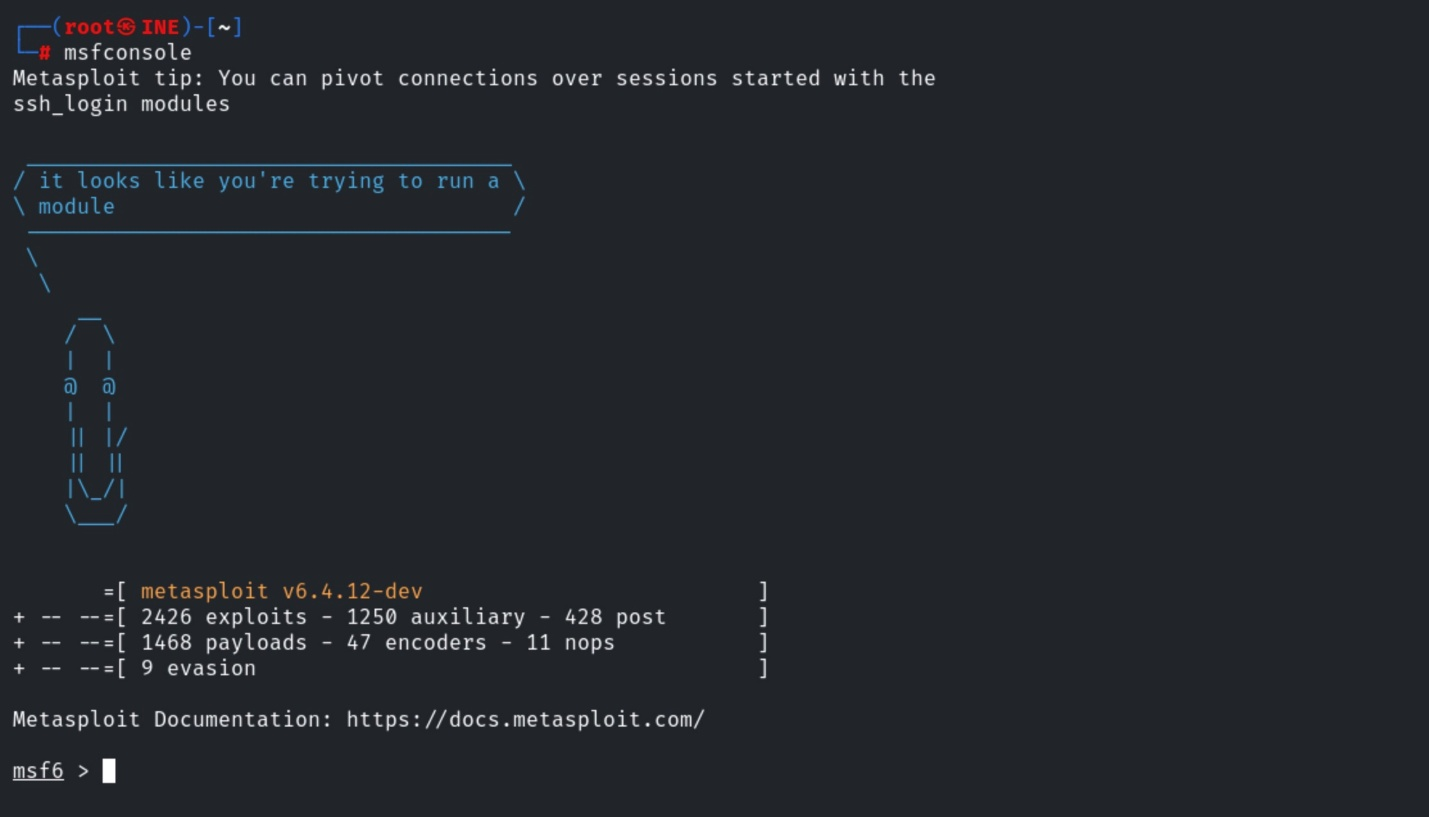 ┌──(root㉿INE)-[~]
└─# msfconsole
Metasploit tip: You can pivot connections over sessions started with the
ssh_login modules
/ it looks like you're trying to run a \
\ module                               /
 \
  \
     __
    /  \
    |  |
    @  @
    |  |
    || |/
    || ||
    |\_/|
    \___/
       =[ metasploit v6.4.12-dev                          ]
+ -- --=[ 2426 exploits - 1250 auxiliary - 428 post       ]
+ -- --=[ 1468 payloads - 47 encoders - 11 nops           ]
+ -- --=[ 9 evasion                                       ]
Metasploit Documentation: https://docs.metasploit.com/
msf6 >